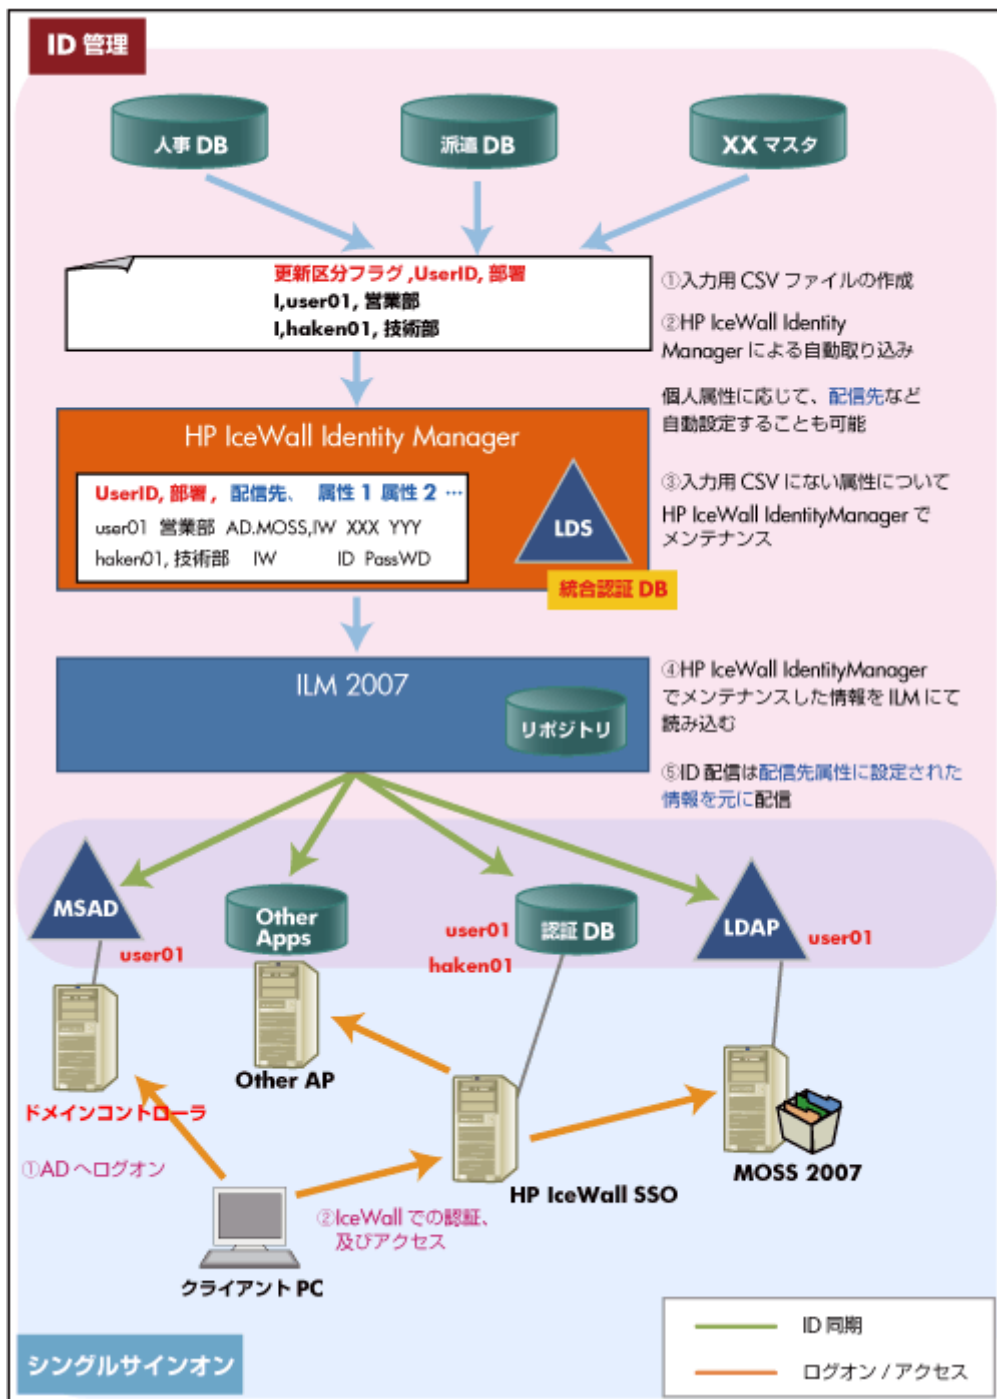 ID 管理
人事 DB
派遣 DB
XX マスタ
更新区分フラグ ,UserID, 部署
I,user01, 営業部
I,haken01, 技術部
①入力用 CSV ファイルの作成
②HP IceWall Identity
Manager による自動取り込み
個人属性に応じて、配信先など
自動設定することも可能
HP IceWall Identity Manager
UserID, 部署 , 配信先、 属性 1 属性 2 …
user01 営業部 AD.MOSS,IW XXX YYY
haken01, 技術部 IW ID PassWD
LDS
統合認証 DB
③入力用 CSV にない属性について
HP IceWall IdentityManager で
メンテナンス
ILM 2007
リポジトリ
④HP IceWall IdentityManager
でメンテナンスした情報を ILM にて
読み込む
⑤ID 配信は配信先属性に設定された
情報を元に配信
MSAD
user01
Other
Apps
user01
haken01
認証 DB
LDAP
user01
Other AP
ドメインコントローラ
①AD へログオン
HP IceWall SSO
MOSS 2007
②IceWall での認証、
及びアクセス
クライアント PC
シングルサインオン
ID 同期
ログオン / アクセス